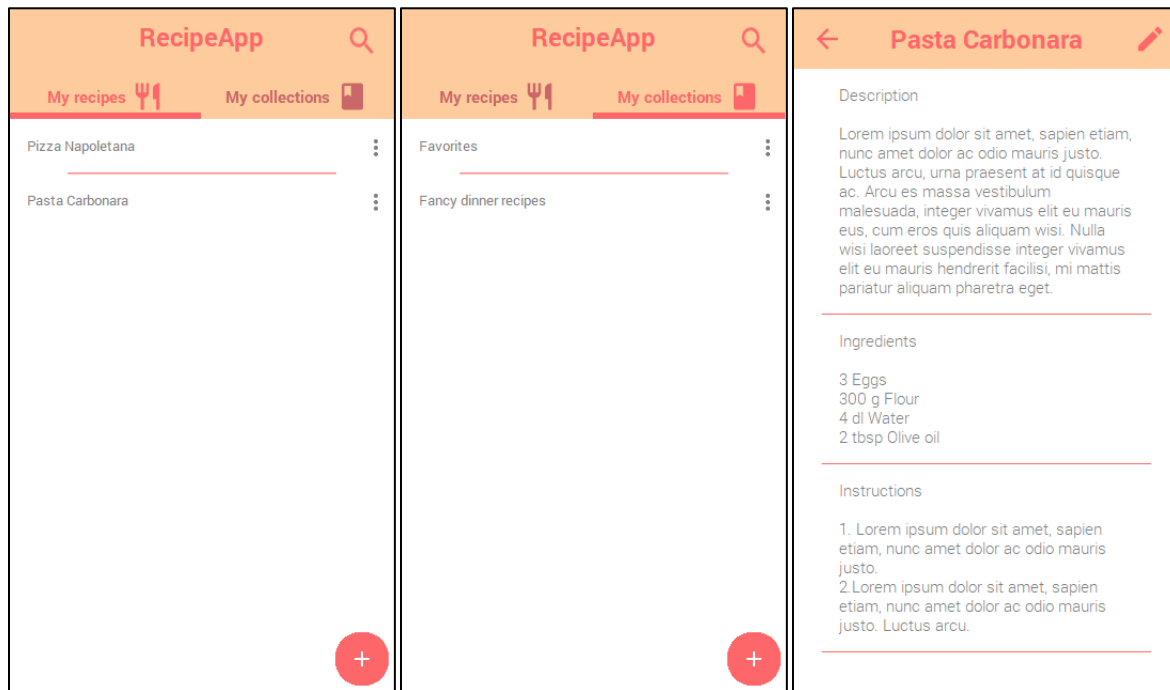 RecipeApp
My recipes
My collections
Pizza Napoletana
Pasta Carbonara
RecipeApp
My recipes
My collections
Favorites
Fancy dinner recipes
Pasta Carbonara
Description
Lorem ipsum dolor sit amet, sapien etiam,
nunc amet dolor ac odio mauris justo.
Luctus arcu, urna praesent at id quisque
ac. Arcu es massa vestibulum
malesuada, integer vivamus elit eu mauris
eus, cum eros quis aliquam wisi. Nulla
wisi laoreet suspendisse integer vivamus
elit eu mauris hendrerit facilisi, mi mattis
pariatur aliquam pharetra eget.
Ingredients
3 Eggs
300 g Flour
4 dl Water
2 tbsp Olive oil
Instructions
1. Lorem ipsum dolor sit amet, sapien
etiam, nunc amet dolor ac odio mauris
justo.
2.Lorem ipsum dolor sit amet, sapien
etiam, nunc amet dolor ac odio mauris
justo. Luctus arcu.